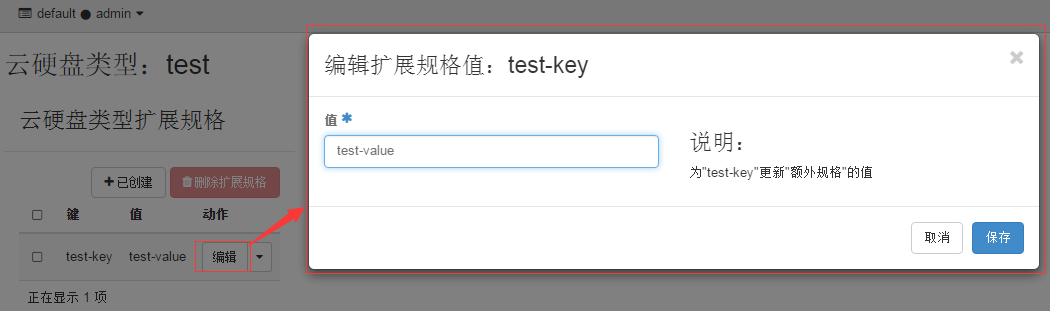 default ● admin
云硬盘类型：test
云硬盘类型扩展规格
已创建 删除扩展规格
键 值 动作
test-key test-value 编辑
正在显示 1 项
编辑扩展规格值：test-key
值
test-value
说明：
为"test-key"更新"额外规格"的值
取消 保存